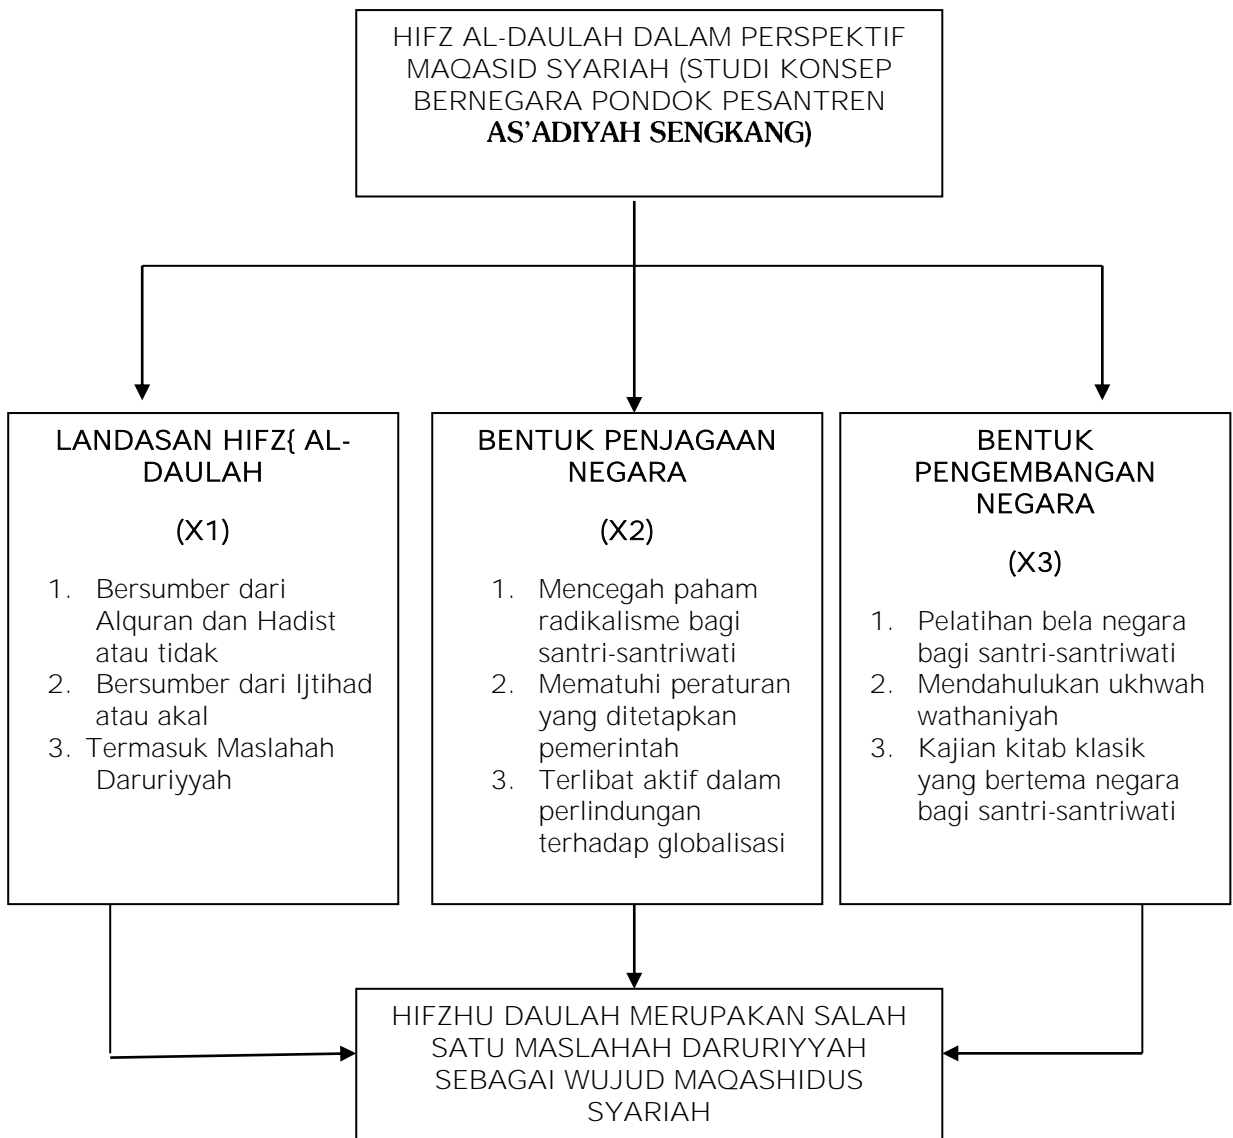 HIFZ AL-DAULAH DALAM PERSPEKTIF
MAQASID SYARIAH (STUDI KONSEP
BERNEGARA PONDOK PESANTREN
AS'ADIYAH SENGKANG)
LANDASAN HIFZ{ AL-
DAULAH
(X1)
1. Bersumber dari
Alquran dan Hadist
atau tidak
2. Bersumber dari Ijtihad
atau akal
3. Termasuk Maslahah
Daruriyyah
BENTUK PENJAGAAN
NEGARA
(X2)
1. Mencegah paham
radikalisme bagi
santri-santriwati
2. Mematuhi peraturan
yang ditetapkan
pemerintah
3. Terlibat aktif dalam
perlindungan
terhadap globalisasi
BENTUK
PENGEMBANGAN
NEGARA
(X3)
1. Pelatihan bela negara
bagi santri-santriwati
2. Mendahulukan ukhwah
wathaniyah
3. Kajian kitab klasik
yang bertema negara
bagi santri-santriwati
HIFZHU DAULAH MERUPAKAN SALAH
SATU MASLAHAH DARURIYYAH
SEBAGAI WUJUD MAQASHIDUS
SYARIAH